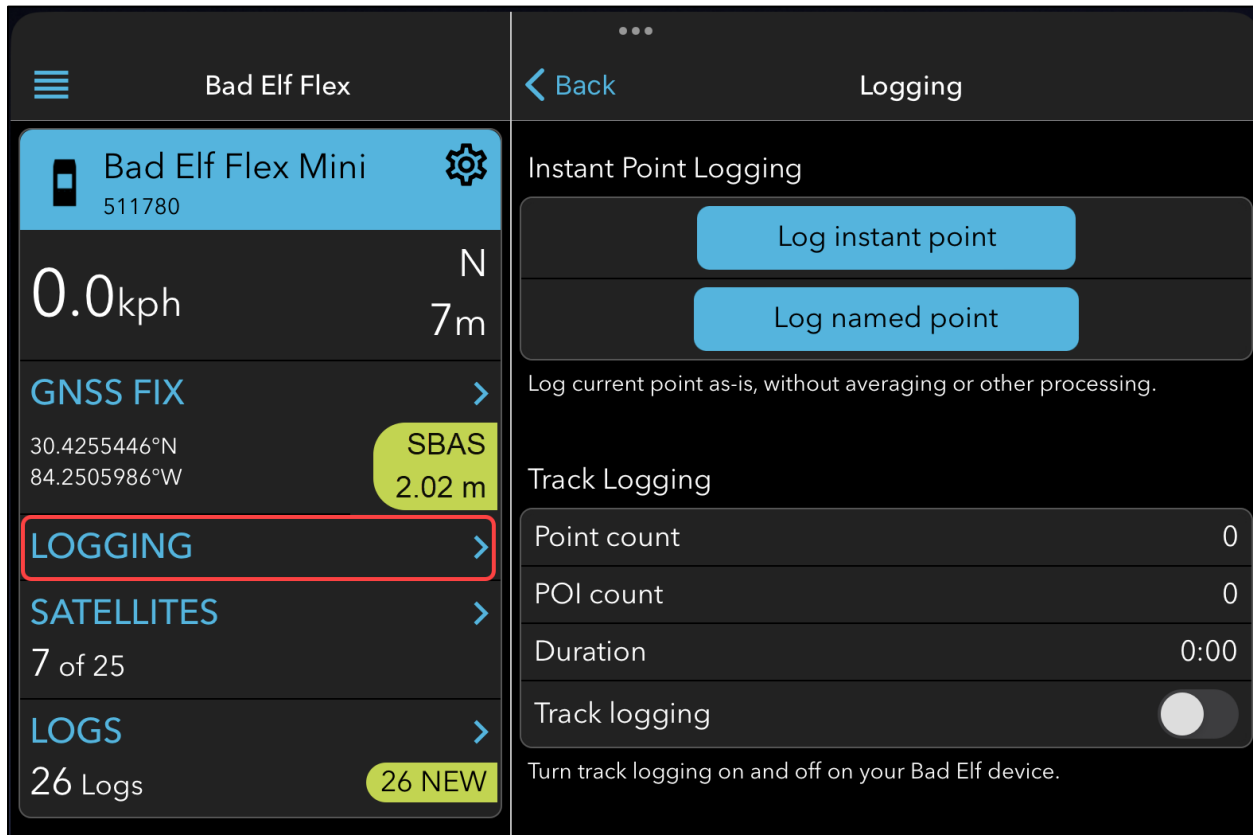 Bad Elf Flex
Bad Elf Flex Mini
511780
0.0kph
N
7m
GNSS FIX
30.4255446°N
84.2505986°W
SBAS
2.02 m
LOGGING
SATELLITES
7 of 25
LOGS
26 Logs
26 NEW
Back
Logging
Instant Point Logging
Log instant point
Log named point
Log current point as-is, without averaging or other processing.
Track Logging
Point count 0
POI count 0
Duration 0:00
Track logging
Turn track logging on and off on your Bad Elf device.